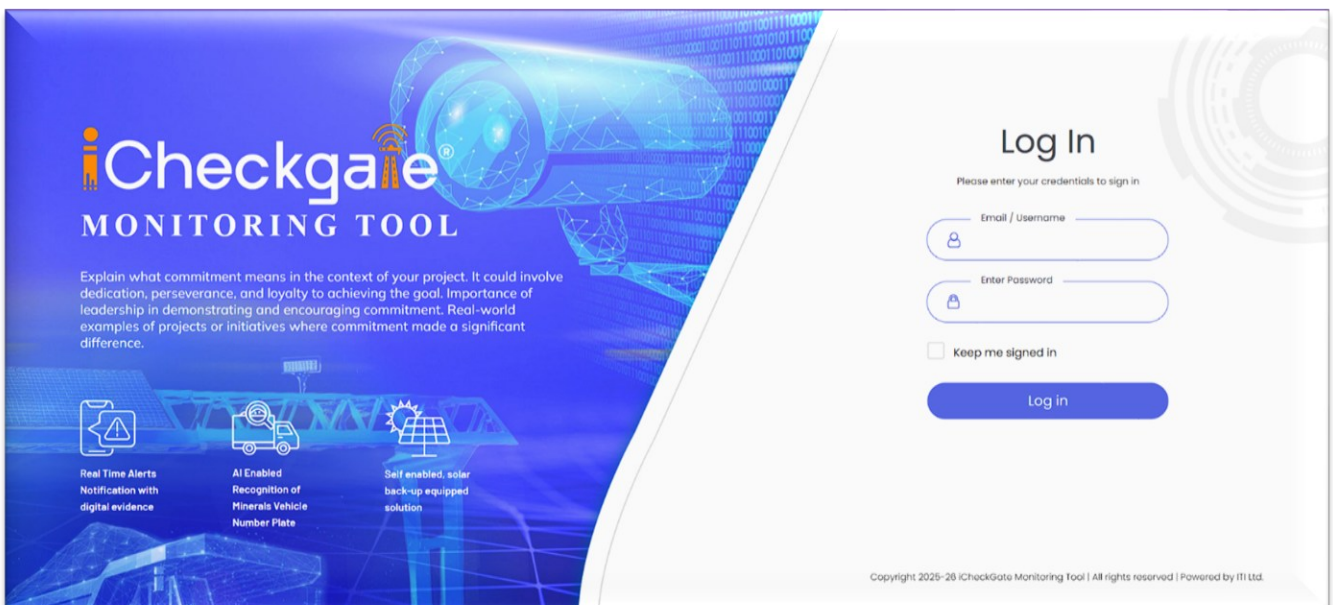 iCheckgate®
MONITORING TOOL
Explain what commitment means in the context of your project. It could involve
dedication, perseverance, and loyalty to achieving the goal. Importance of
leadership in demonstrating and encouraging commitment. Real-world
examples of projects or initiatives where commitment made a significant
difference.
Real Time Alerts
Notification with
digital evidence
AI Enabled
Recognition of
Minerals Vehicle
Number Plate
Self enabled, solar
back-up equipped
solution
Log In
Please enter your credentials to sign in
Email / Username
Enter Password
Keep me signed in
Log in
Copyright 2025-26 iCheckGate Monitoring Tool | All rights reserved | Powered by ITI Ltd.